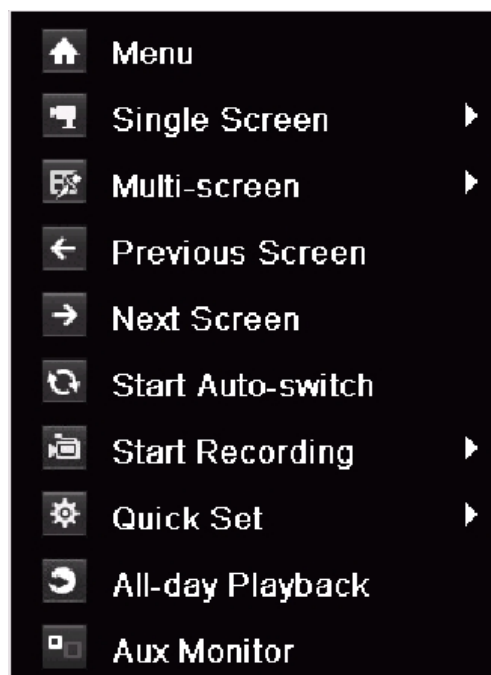 Menu
Single Screen
Multi-screen
Previous Screen
Next Screen
Start Auto-switch
Start Recording
Quick Set
All-day Playback
Aux Monitor